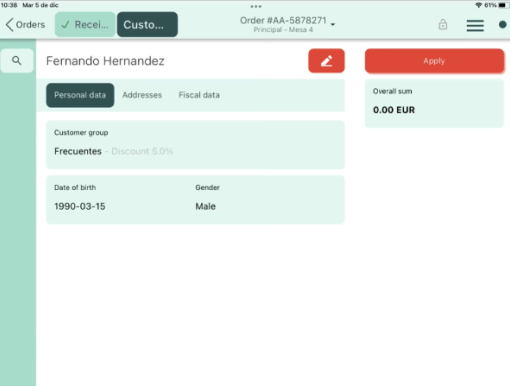 10:38 Mar 5 de dic
61%
Orders
Recei...
Custo...
Order #AA-5878271
Principal - Mesa 4
Fernando Hernandez
Apply
Personal data
Addresses
Fiscal data
Overall sum
0.00 EUR
Customer group
Frecuentes - Discount 5.0%
Date of birth
Gender
1990-03-15
Male